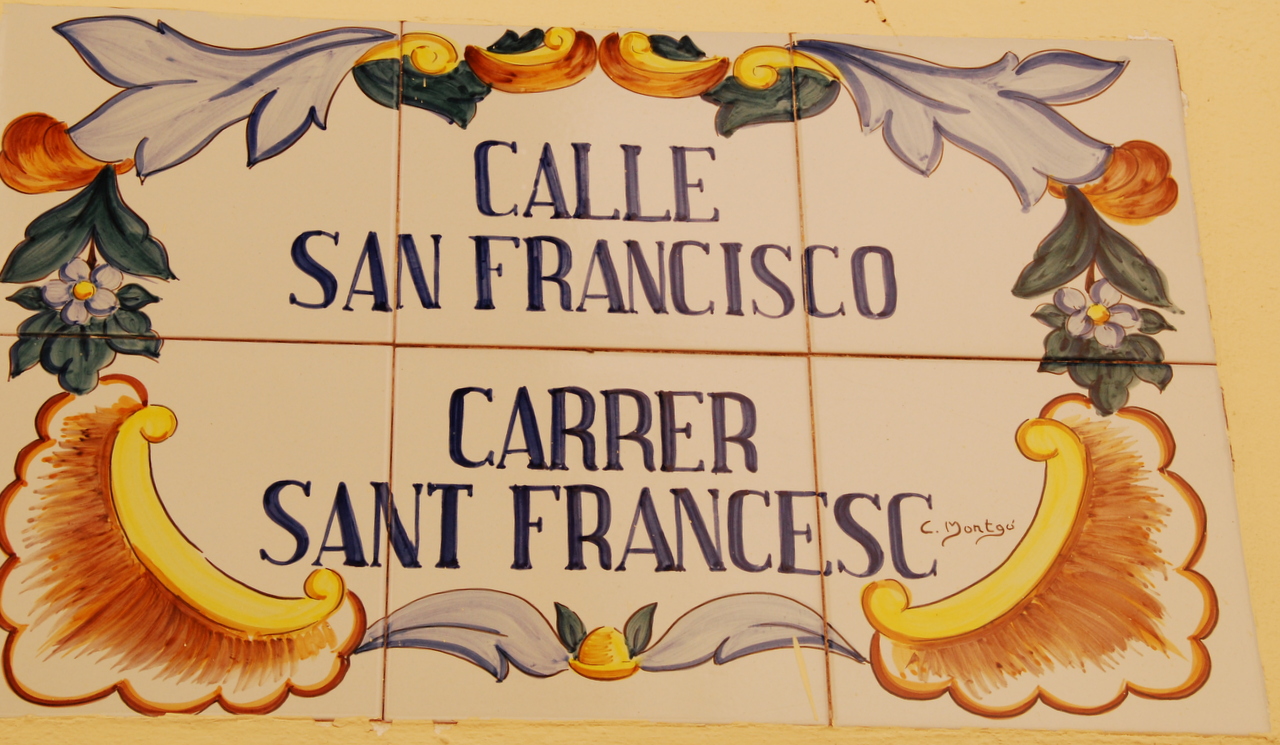 CALLE
SAN FRANCISCO
CARRER
SANT FRANCESC
C. Montgó